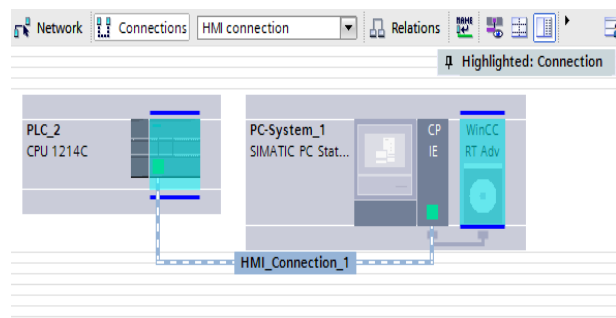 Network Connections HMI connection Relations
Highlighted: Connection
PLC_2
CPU 1214C
PC-System_1
SIMATIC PC Stat...
CP
IE
WinCC
RT Adv
HMI_Connection_1